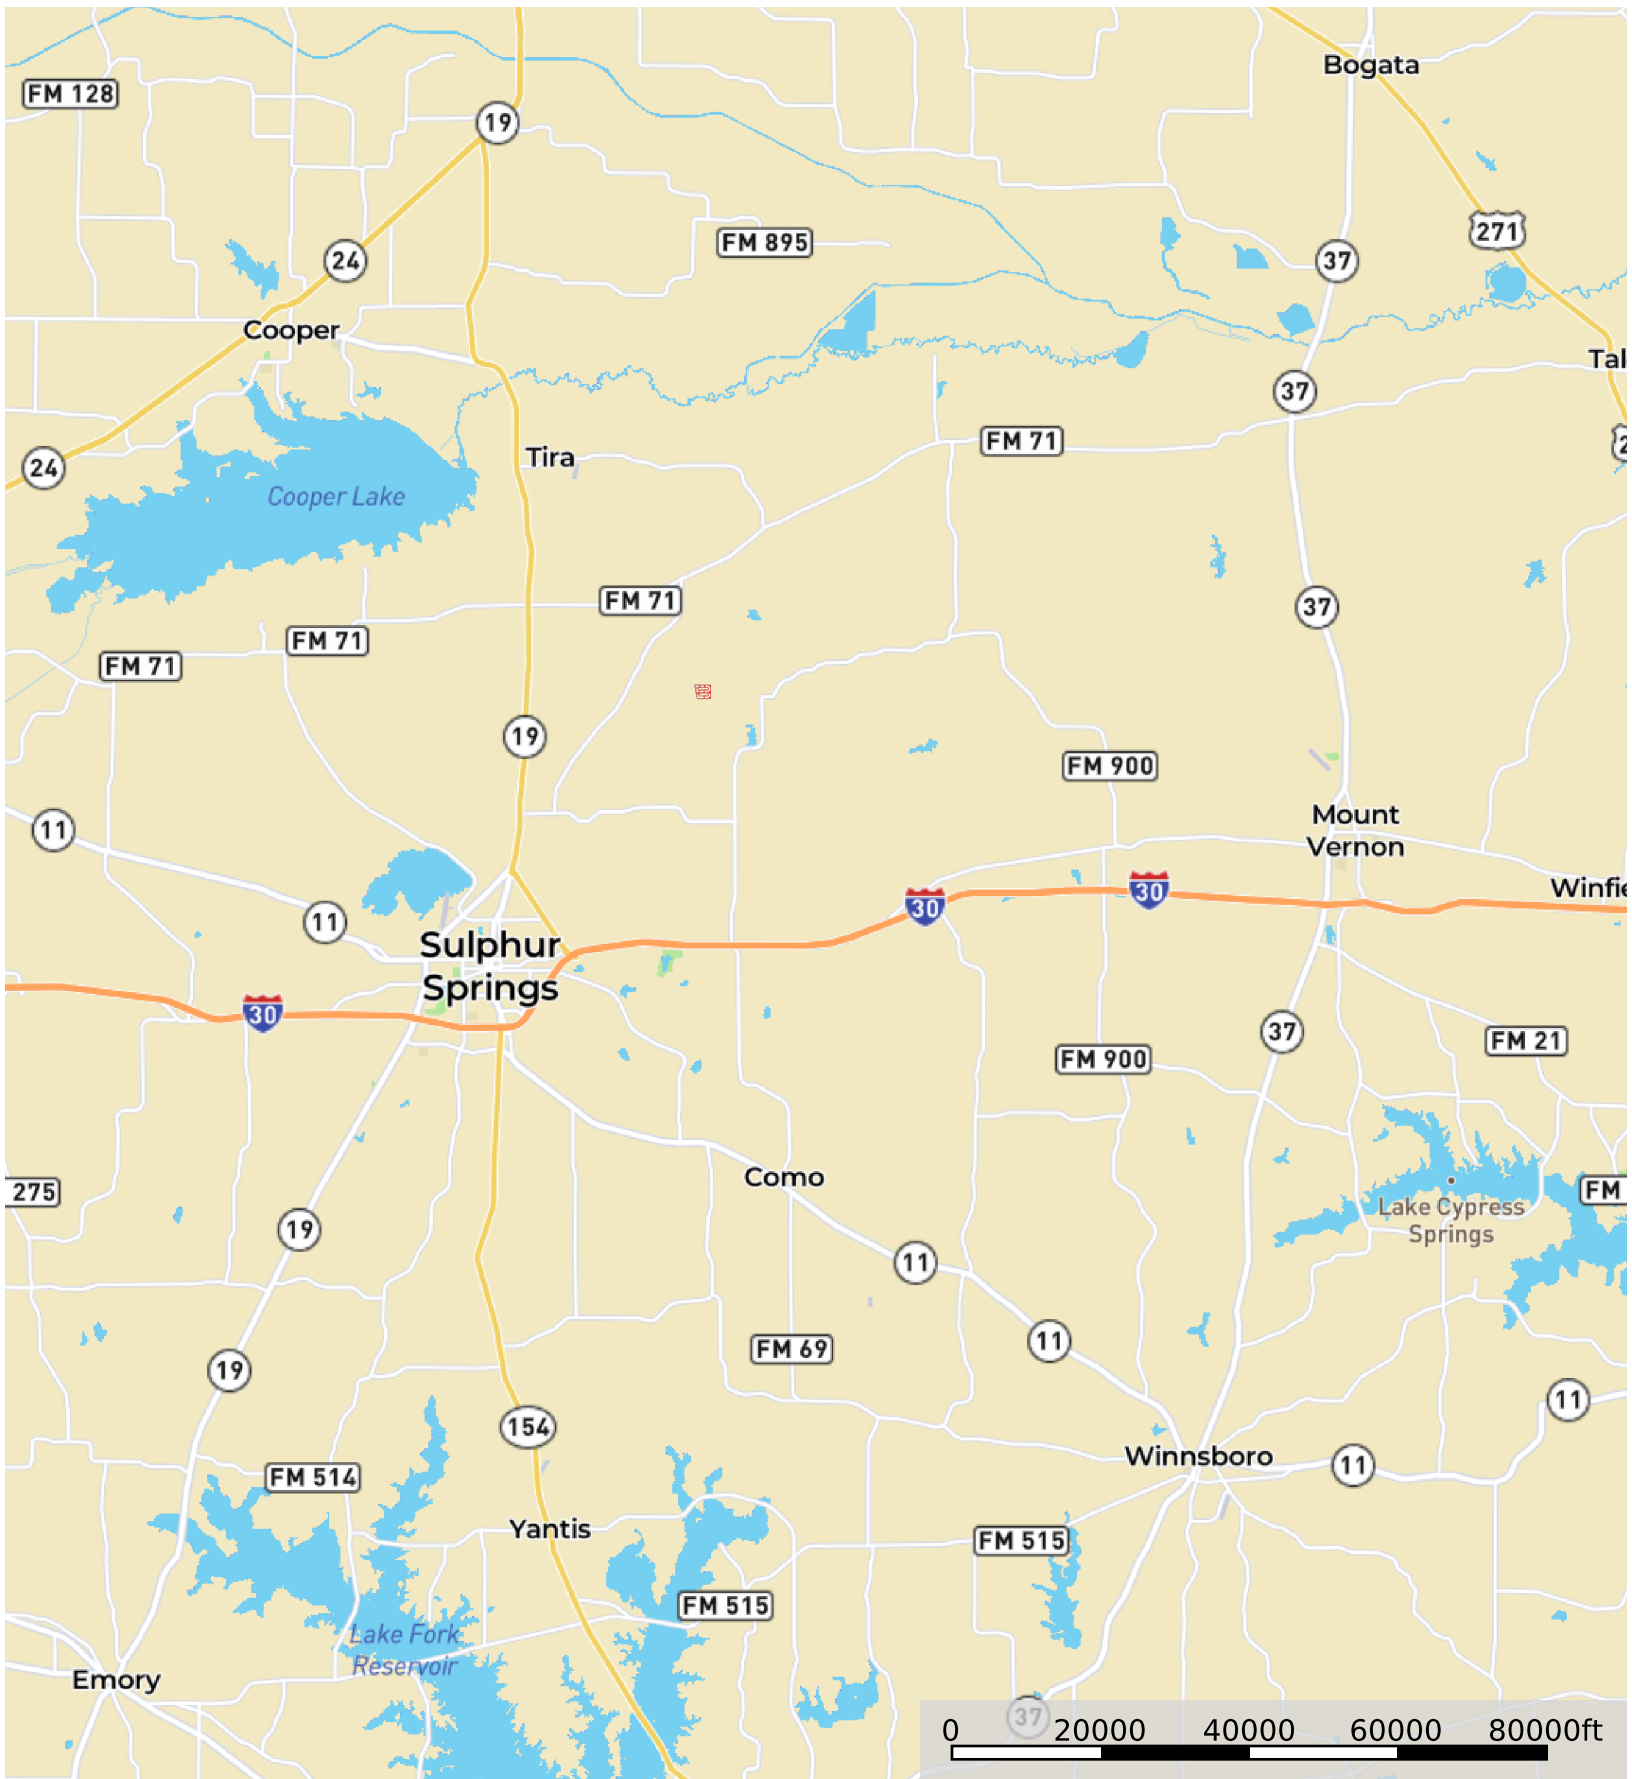 Bogata
FM 128
19
FM 895
271
24
37
Cooper
Tal
37
FM 71
24
Tira
Cooper Lake
FM 71
37
FM 71
FM 71
19
FM 900
Mount
Vernon
11
30
30
Winfie
11
Sulphur
Springs
30
37
FM 21
FM 900
Como
275
FM
Lake Cypress
Springs
19
11
11
FM 69
19
11
154
Winnsboro
11
FM 514
Yantis
FM 515
FM 515
Lake Fork
Reservoir
Emory
37
0 20000 40000 60000 80000ft